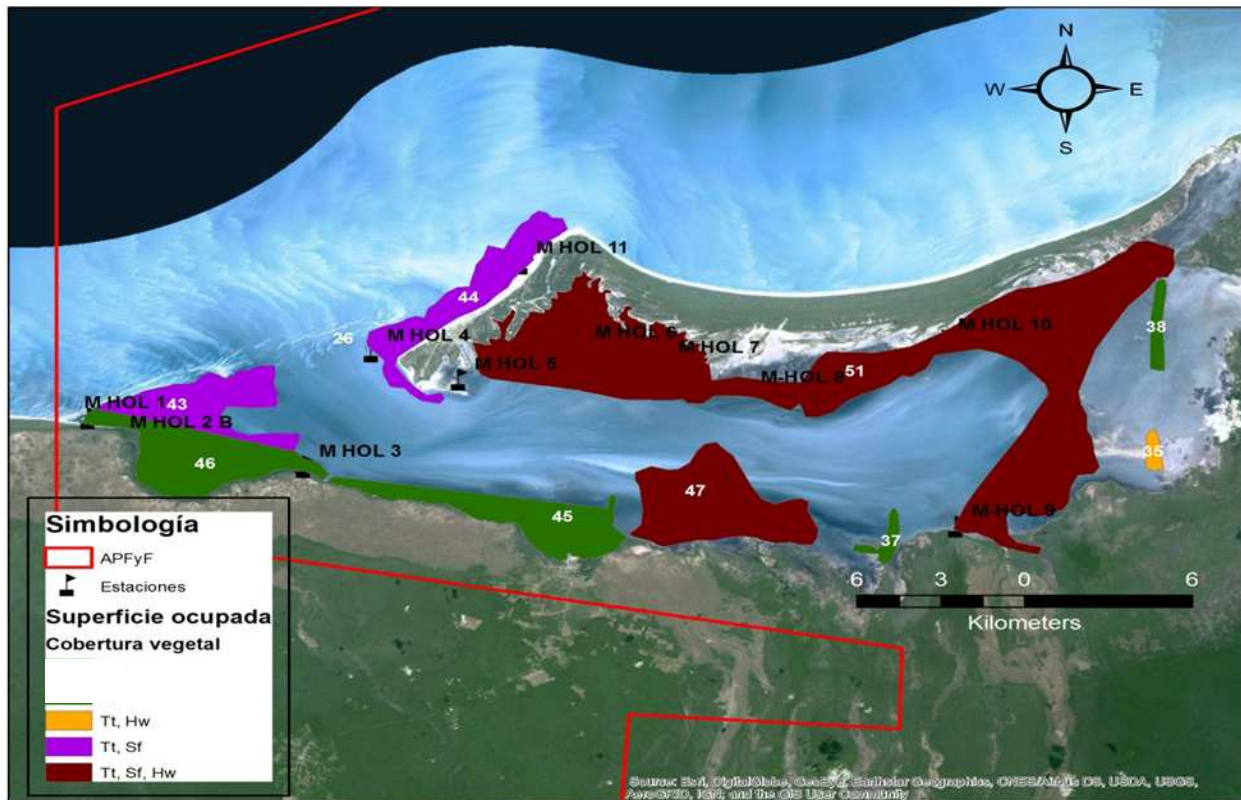 N
W E
S
M HOL 11
44
26
M HOL 4
M HOL 6
M HOL 7
M HOL 5
M HOL 10
38
51
M-HOL 8
M HOL 1
43
M HOL 2 B
M HOL 3
46
35
47
45
M-HOL 9
37
6 3 0 6
Kilometers
Simbología
APFyF
Estaciones
Superficie ocupada
Cobertura vegetal
Tt, Hw
Tt, Sf
Tt, Sf, Hw
Source: Esri, DigitalGlobe, GeoEye, Earthstar Geographics, CNES/Airbus DS, USDA, USGS,
AeroGRID, IGN, and the GIS User Community